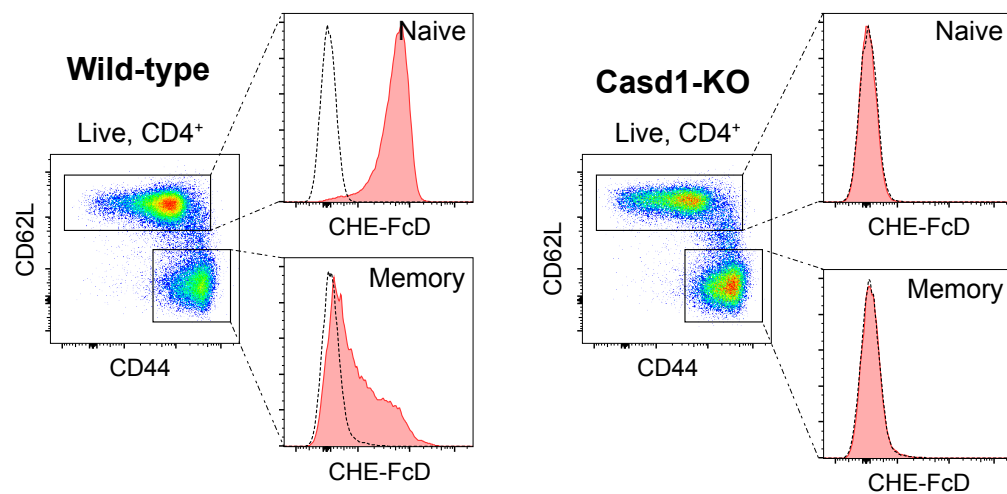 Wild-type
Live, CD4⁺
CD62L
CD44
Naive
CHE-FcD
Memory
CHE-FcD
Casd1-KO
Live, CD4⁺
CD62L
CD44
Naive
CHE-FcD
Memory
CHE-FcD